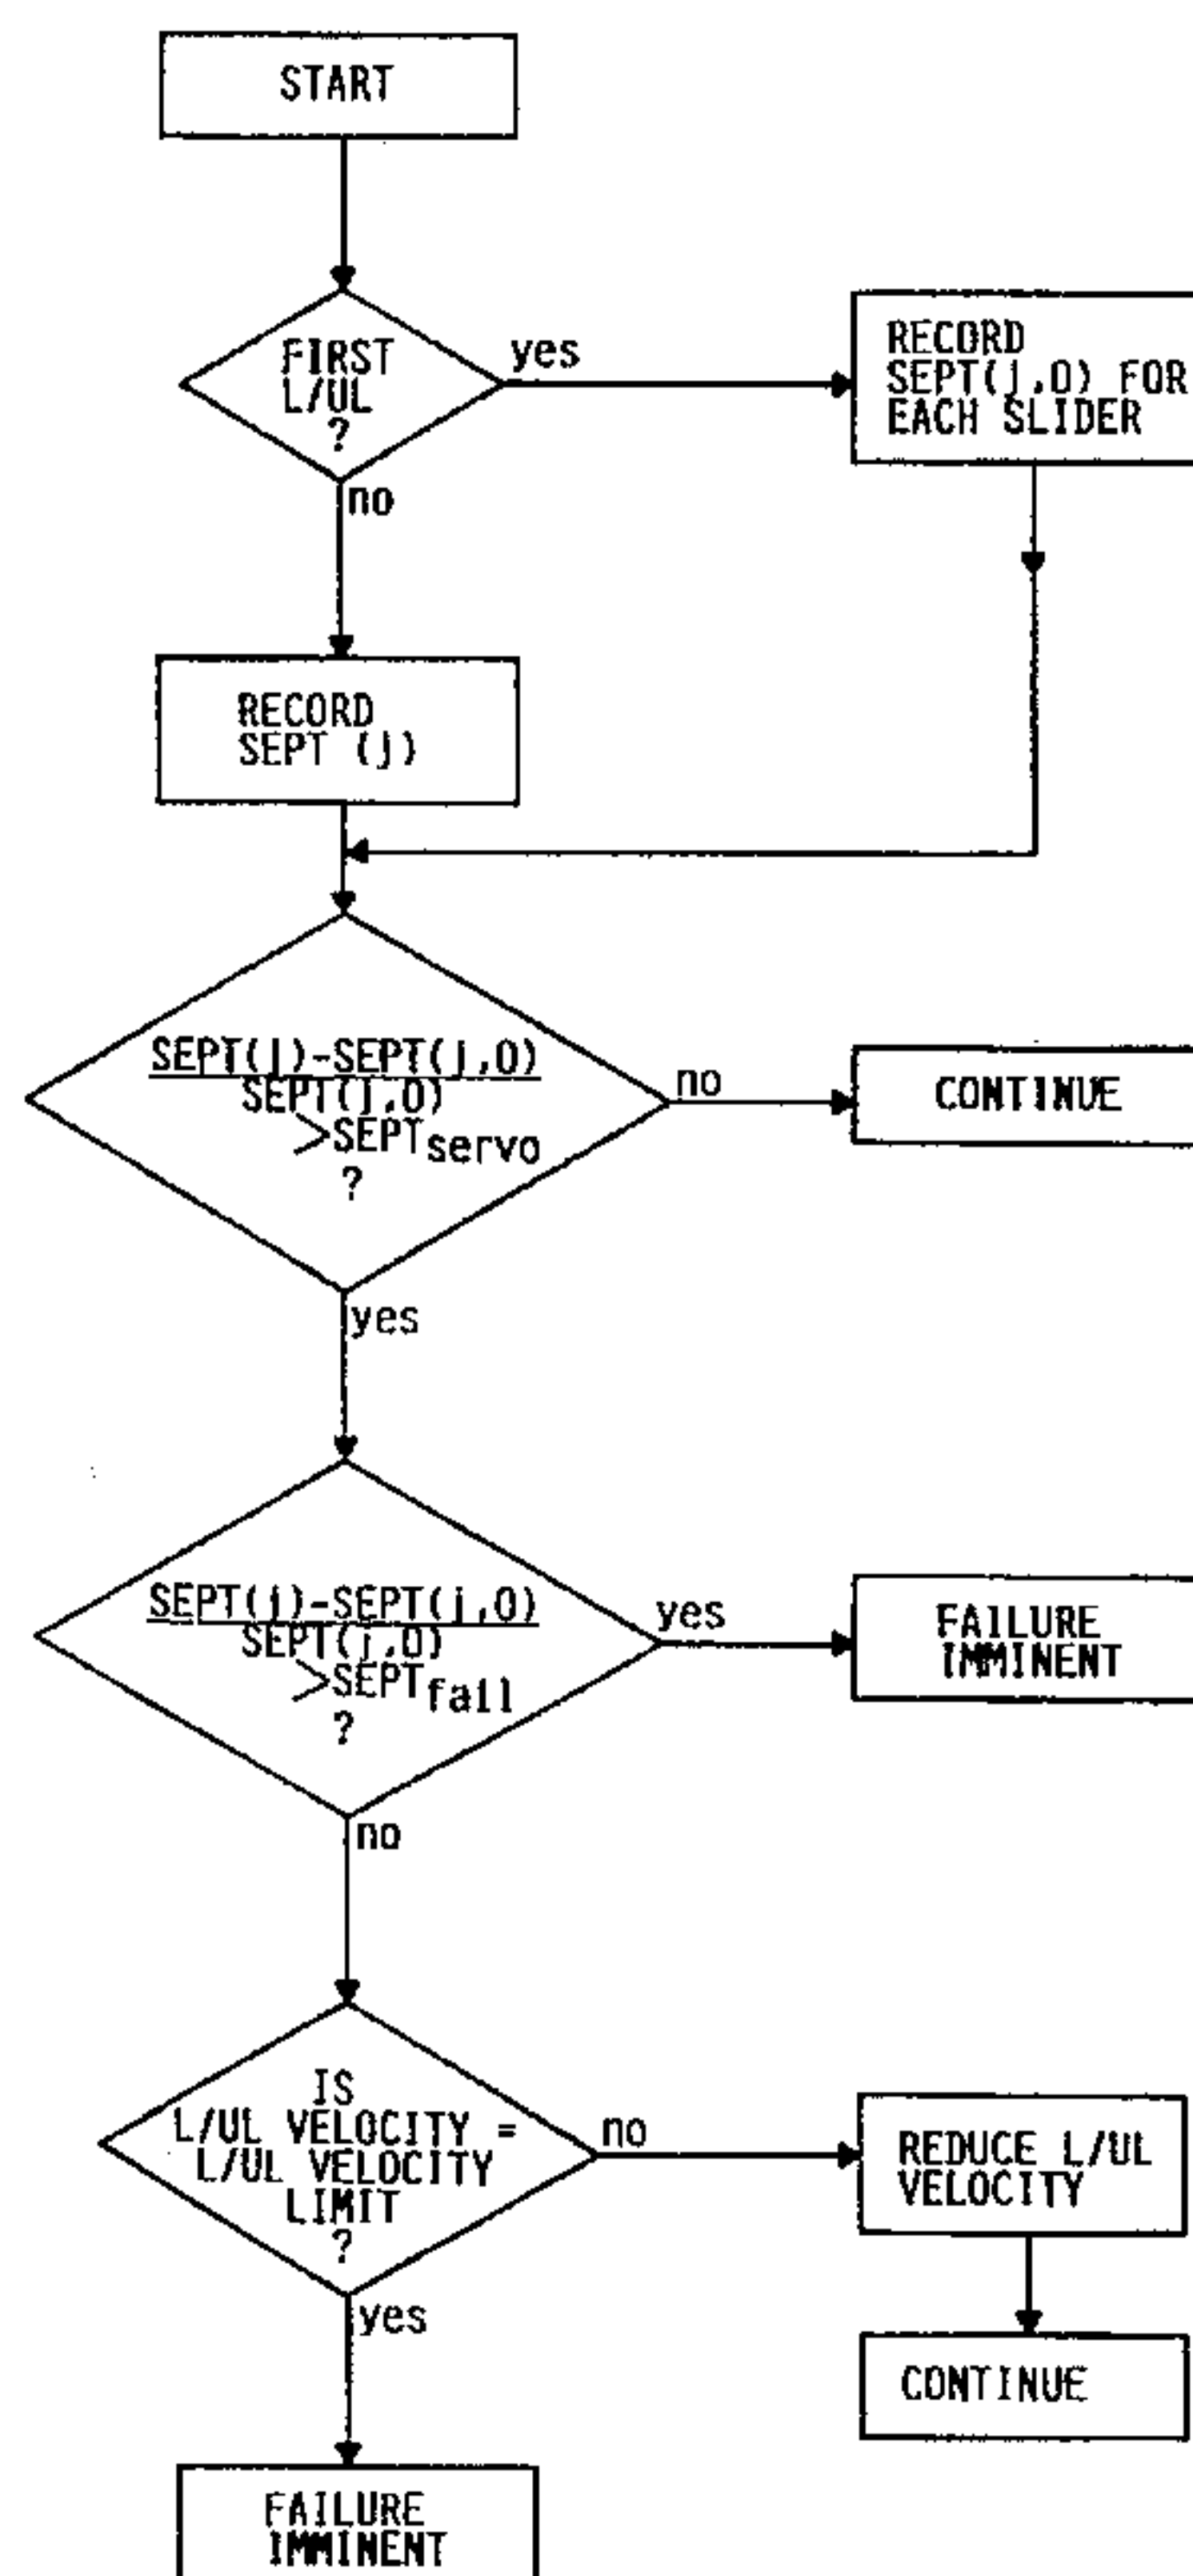 START
FIRST
L/UL
?
yes
RECORD
SEPT(j,0) FOR
EACH SLIDER
no
RECORD
SEPT (j)
SEPT(j)-SEPT(j,0)
SEPT(j,0)
>SEPTservo
?
no
CONTINUE
yes
SEPT(j)-SEPT(j,0)
SEPT(j,0)
>SEPTfail
?
yes
FAILURE
IMMINENT
no
IS
L/UL VELOCITY =
L/UL VELOCITY
LIMIT
?
no
REDUCE L/UL
VELOCITY
yes
CONTINUE
FAILURE
IMMINENT